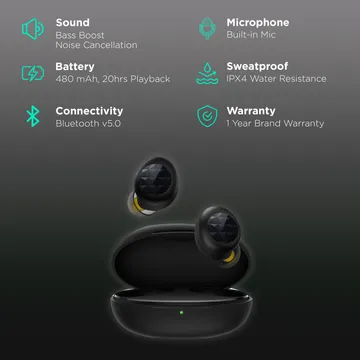 Sound
Bass Boost
Noise Cancellation
Microphone
Built-in Mic
Battery
480 mAh, 20hrs Playback
Sweatproof
IPX4 Water Resistance
Connectivity
Bluetooth v5.0
Warranty
1 Year Brand Warranty